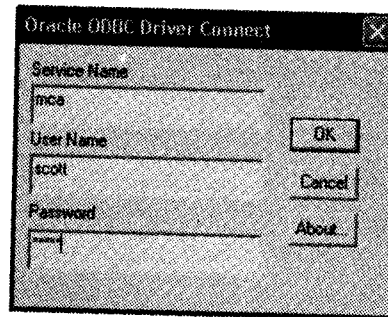 Oracle ODBC Driver Connect
Service Name
mca
User Name
scott
Password
*****
OK
Cancel
About...